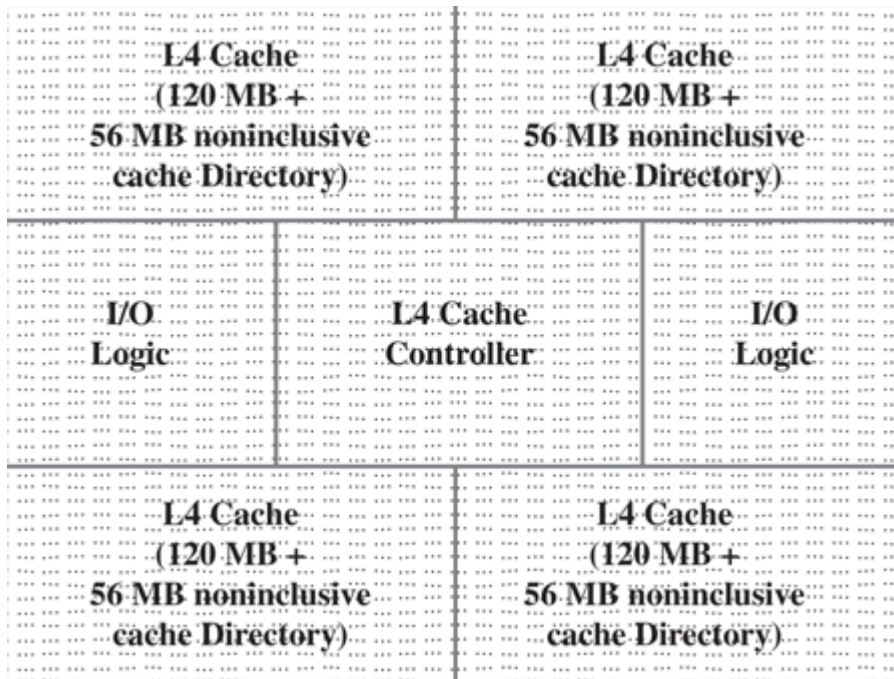 L4 Cache
(120 MB +
56 MB noninclusive
cache Directory)
L4 Cache
(120 MB +
56 MB noninclusive
cache Directory)
I/O
Logic
L4 Cache
Controller
I/O
Logic
L4 Cache
(120 MB +
56 MB noninclusive
cache Directory)
L4 Cache
(120 MB +
56 MB noninclusive
cache Directory)